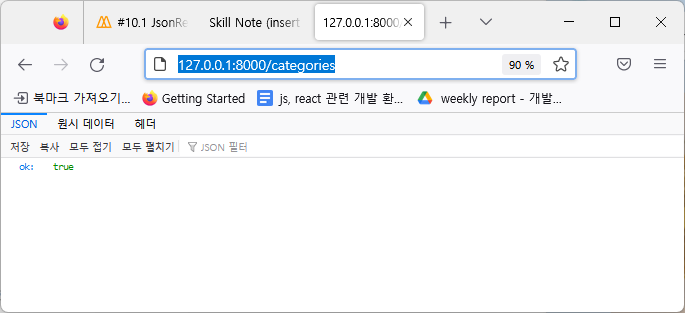 #10.1 JsonRe
Skill Note (insert
127.0.0.1:8000/
127.0.0.1:8000/categories
90 %
북마크 가져오기...
Getting Started
js, react 관련 개발 환...
weekly report - 개발...
JSON 원시 데이터 헤더
저장 복사 모두 접기 모두 펼치기 JSON 필터
ok: true